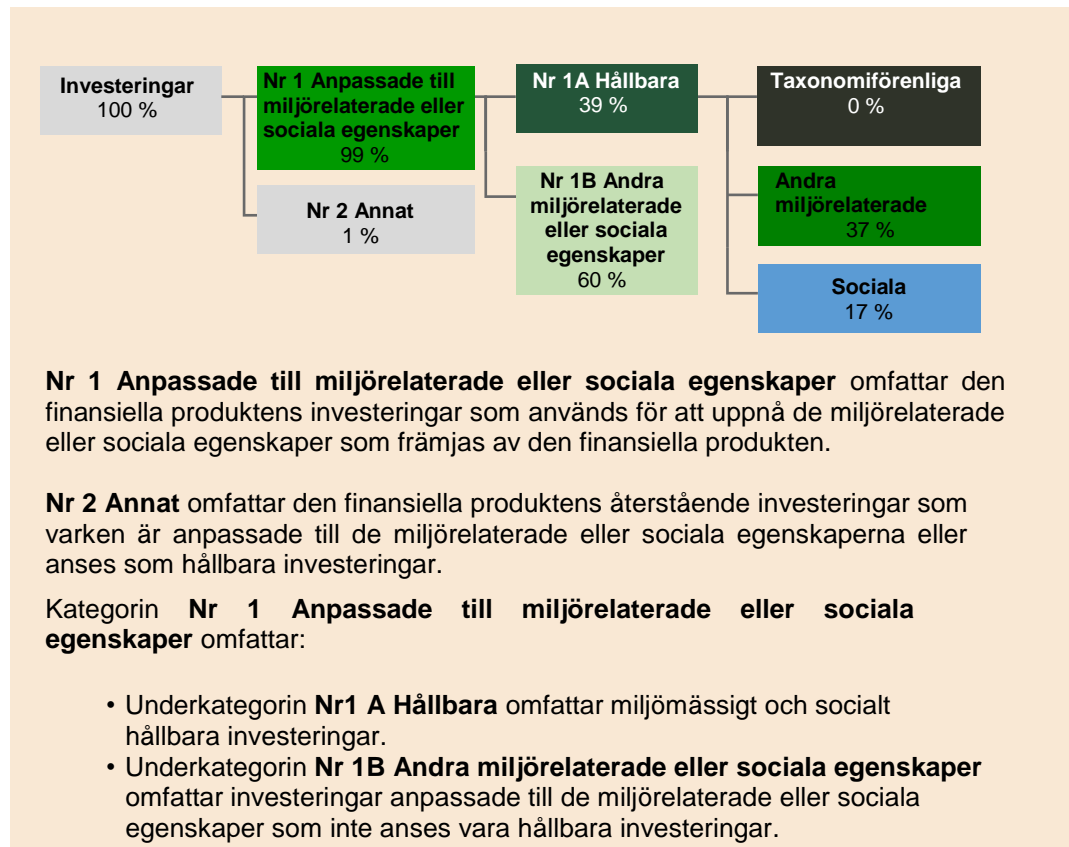 Investeringar
100 %
Nr 1 Anpassade till
miljörelaterade eller
sociala egenskaper
99 %
Nr 2 Annat
1 %
Nr 1A Hållbara
39 %
Nr 1B Andra
miljörelaterade
eller sociala
egenskaper
60 %
Taxonomiförenliga
0 %
Andra
miljörelaterade
37 %
Sociala
17 %
Nr 1 Anpassade till miljörelaterade eller sociala egenskaper omfattar den
finansiella produktens investeringar som används för att uppnå de miljörelaterade
eller sociala egenskaper som främjas av den finansiella produkten.
Nr 2 Annat omfattar den finansiella produktens återstående investeringar som
varken är anpassade till de miljörelaterade eller sociala egenskaperna eller
anses som hållbara investeringar.
Kategorin Nr 1 Anpassade till miljörelaterade eller sociala
egenskaper omfattar:
• Underkategorin Nr1 A Hållbara omfattar miljömässigt och socialt
hållbara investeringar.
• Underkategorin Nr 1B Andra miljörelaterade eller sociala egenskaper
omfattar investeringar anpassade till de miljörelaterade eller sociala
egenskaper som inte anses vara hållbara investeringar.